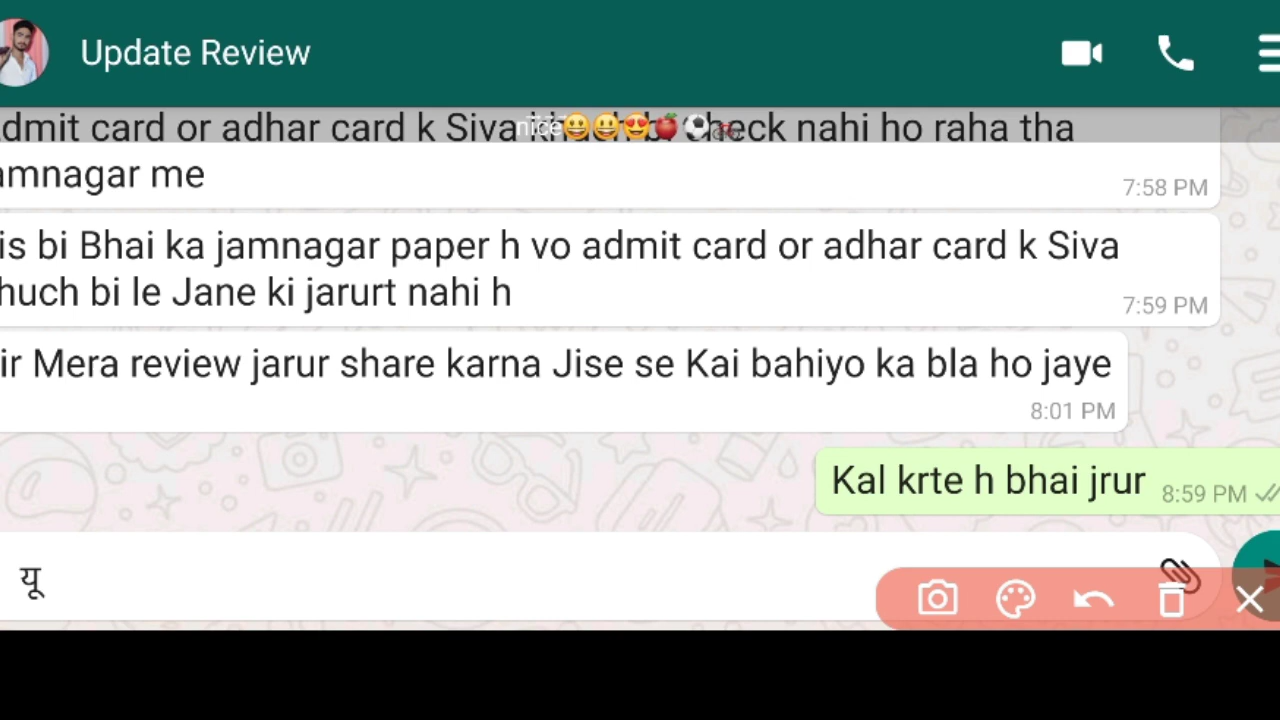 Update Review
dmit card or adhar card k Siva check nahi ho raha tha
nice😃😃😍🍎⚽🚲
amnagar me
7:58 PM
is bi Bhai ka jamnagar paper h vo admit card or adhar card k Siva
huch bi le Jane ki jarurt nahi h
7:59 PM
ir Mera review jarur share karna Jise se Kai bahiyo ka bla ho jaye
8:01 PM
Kal krte h bhai jrur 8:59 PM
यू